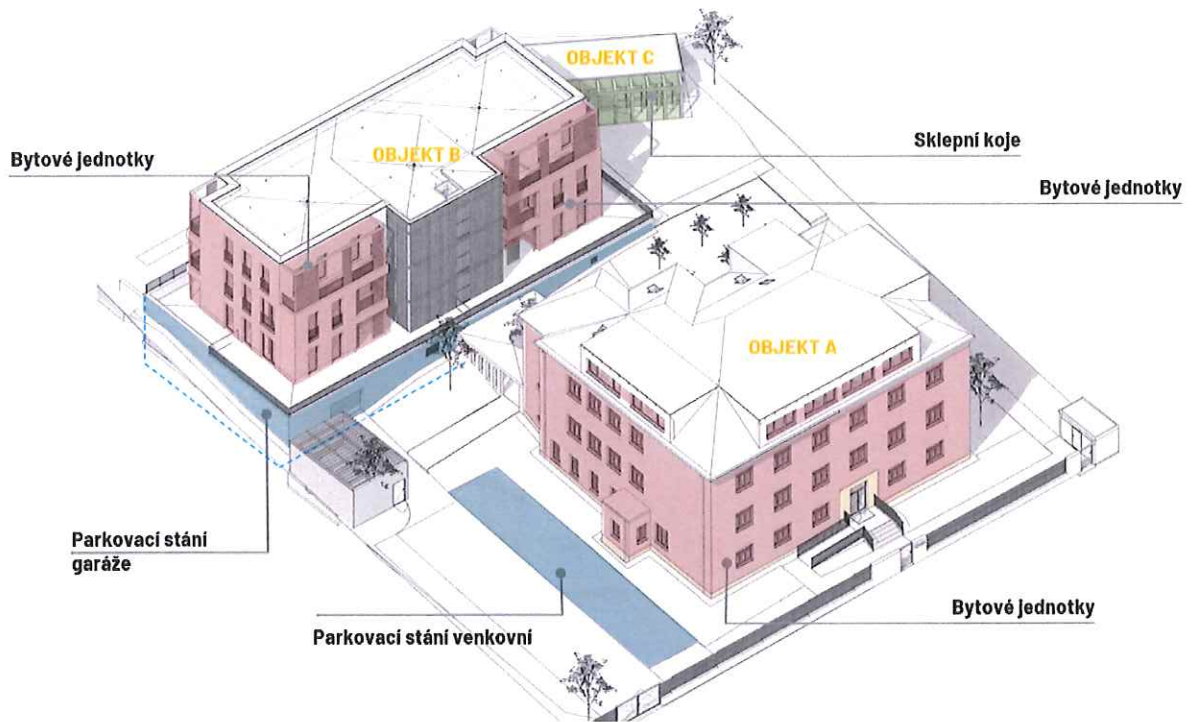 OBJEKT C
Sklepní koje
Bytové jednotky
OBJEKT B
Bytové jednotky
OBJEKT A
Parkovací stání
garáže
Parkovací stání venkovní
Bytové jednotky